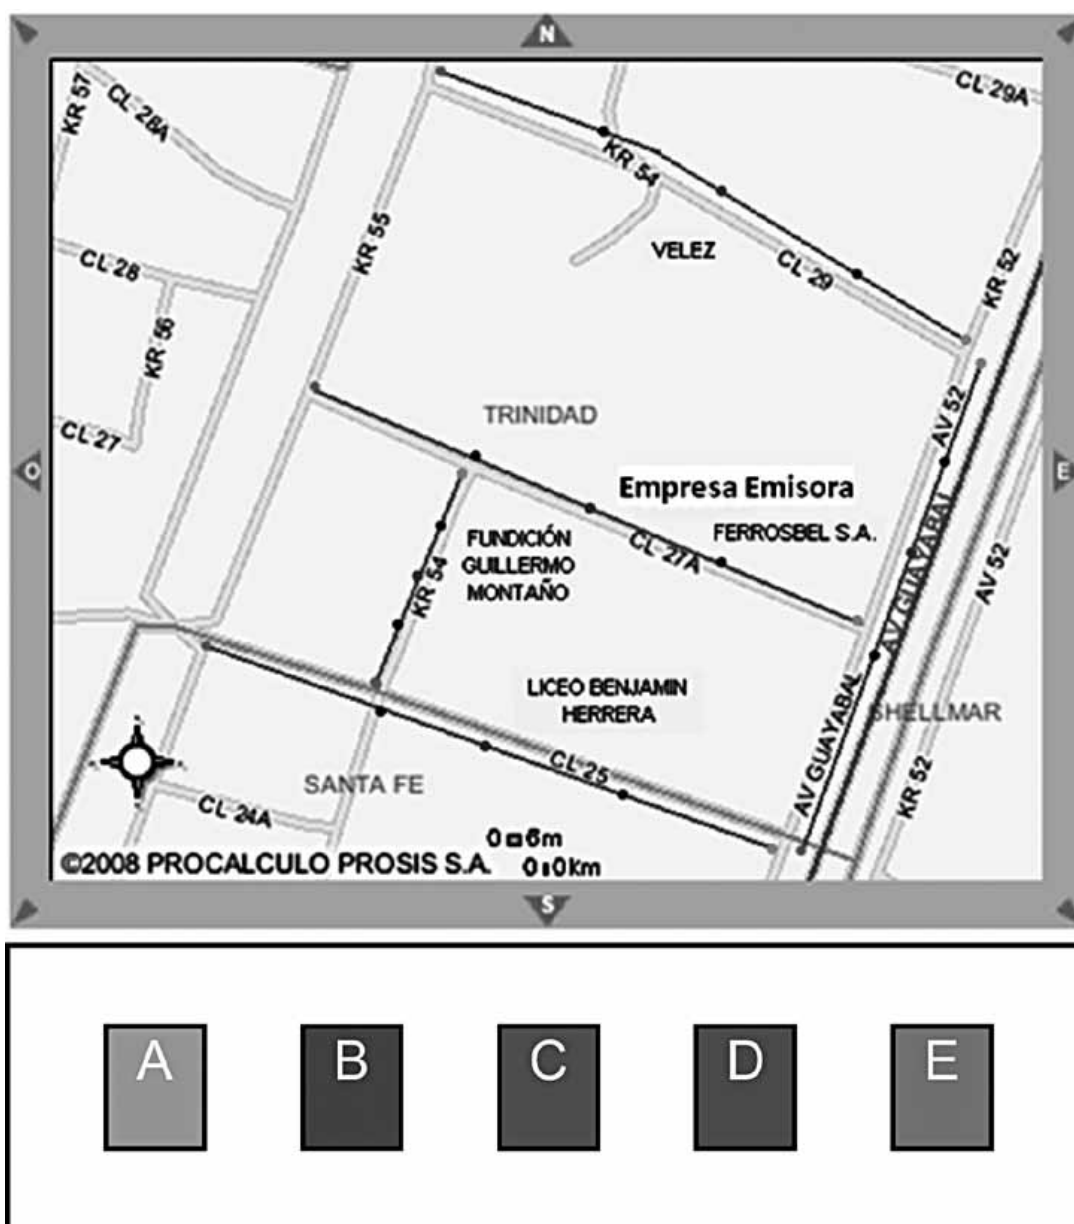 N
CL 29A
KR 57
CL 28A
KR 54
KR 55
VELEZ
CL 29
KR 52
CL 28
KR 56
TRINIDAD
AV 52
CL 27
O
E
Empresa Emisora
FERROSBEL S.A.
FUNDICIÓN
GUILLERMO
MONTAÑO
CL 27A
AV GUAYABAL
AV 52
KR 54
LICEO BENJAMIN
HERRERA
SHELLMAR
AV GUAYABAL
CL 25
SANTA FE
KR 52
CL 24A
0 6m
©2008 PROCALCULO PROSIS S.A.
0 0km
S
A B C D E